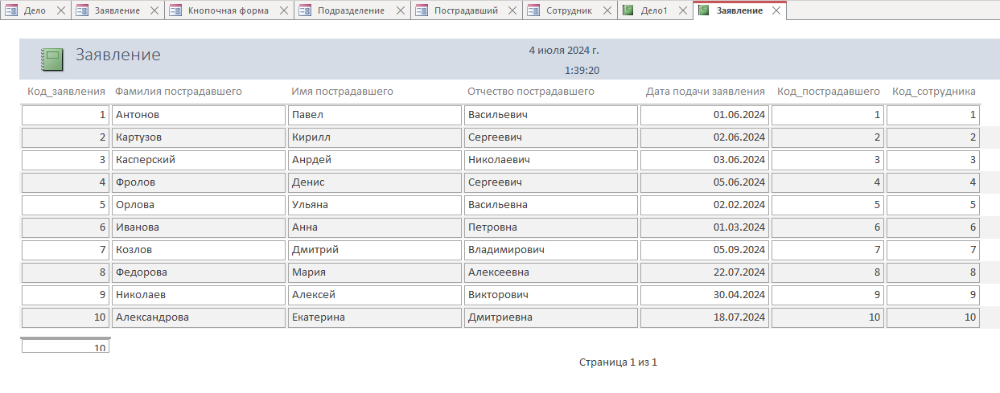 Дело Заявление Кнопочная форма Подразделение Пострадавший Сотрудник Дело1 Заявление
Заявление
4 июля 2024 г.
1:39:20
Код_заявления Фамилия пострадавшего Имя пострадавшего Отчество пострадавшего Дата подачи заявления Код_пострадавшего Код_сотрудника
1 Антонов Павел Васильевич 01.06.2024 1 1
2 Картузов Кирилл Сергеевич 02.06.2024 2 2
3 Касперский Анрдей Николаевич 03.06.2024 3 3
4 Фролов Денис Сергеевич 05.06.2024 4 4
5 Орлова Ульяна Васильевна 02.02.2024 5 5
6 Иванова Анна Петровна 01.03.2024 6 6
7 Козлов Дмитрий Владимирович 05.09.2024 7 7
8 Федорова Мария Алексеевна 22.07.2024 8 8
9 Николаев Алексей Викторович 30.04.2024 9 9
10 Александрова Екатерина Дмитриевна 18.07.2024 10 10
10
Страница 1 из 1